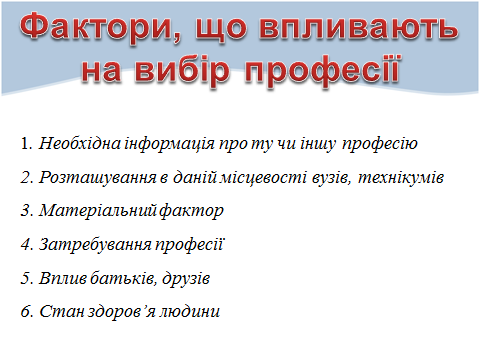 Фактори, що впливають
на вибір професії
1. Необхідна інформація про ту чи іншу професію
2. Розташування в даній місцевості вузів, технікумів
3. Матеріальний фактор
4. Затребування професії
5. Вплив батьків, друзів
6. Стан здоров’я людини